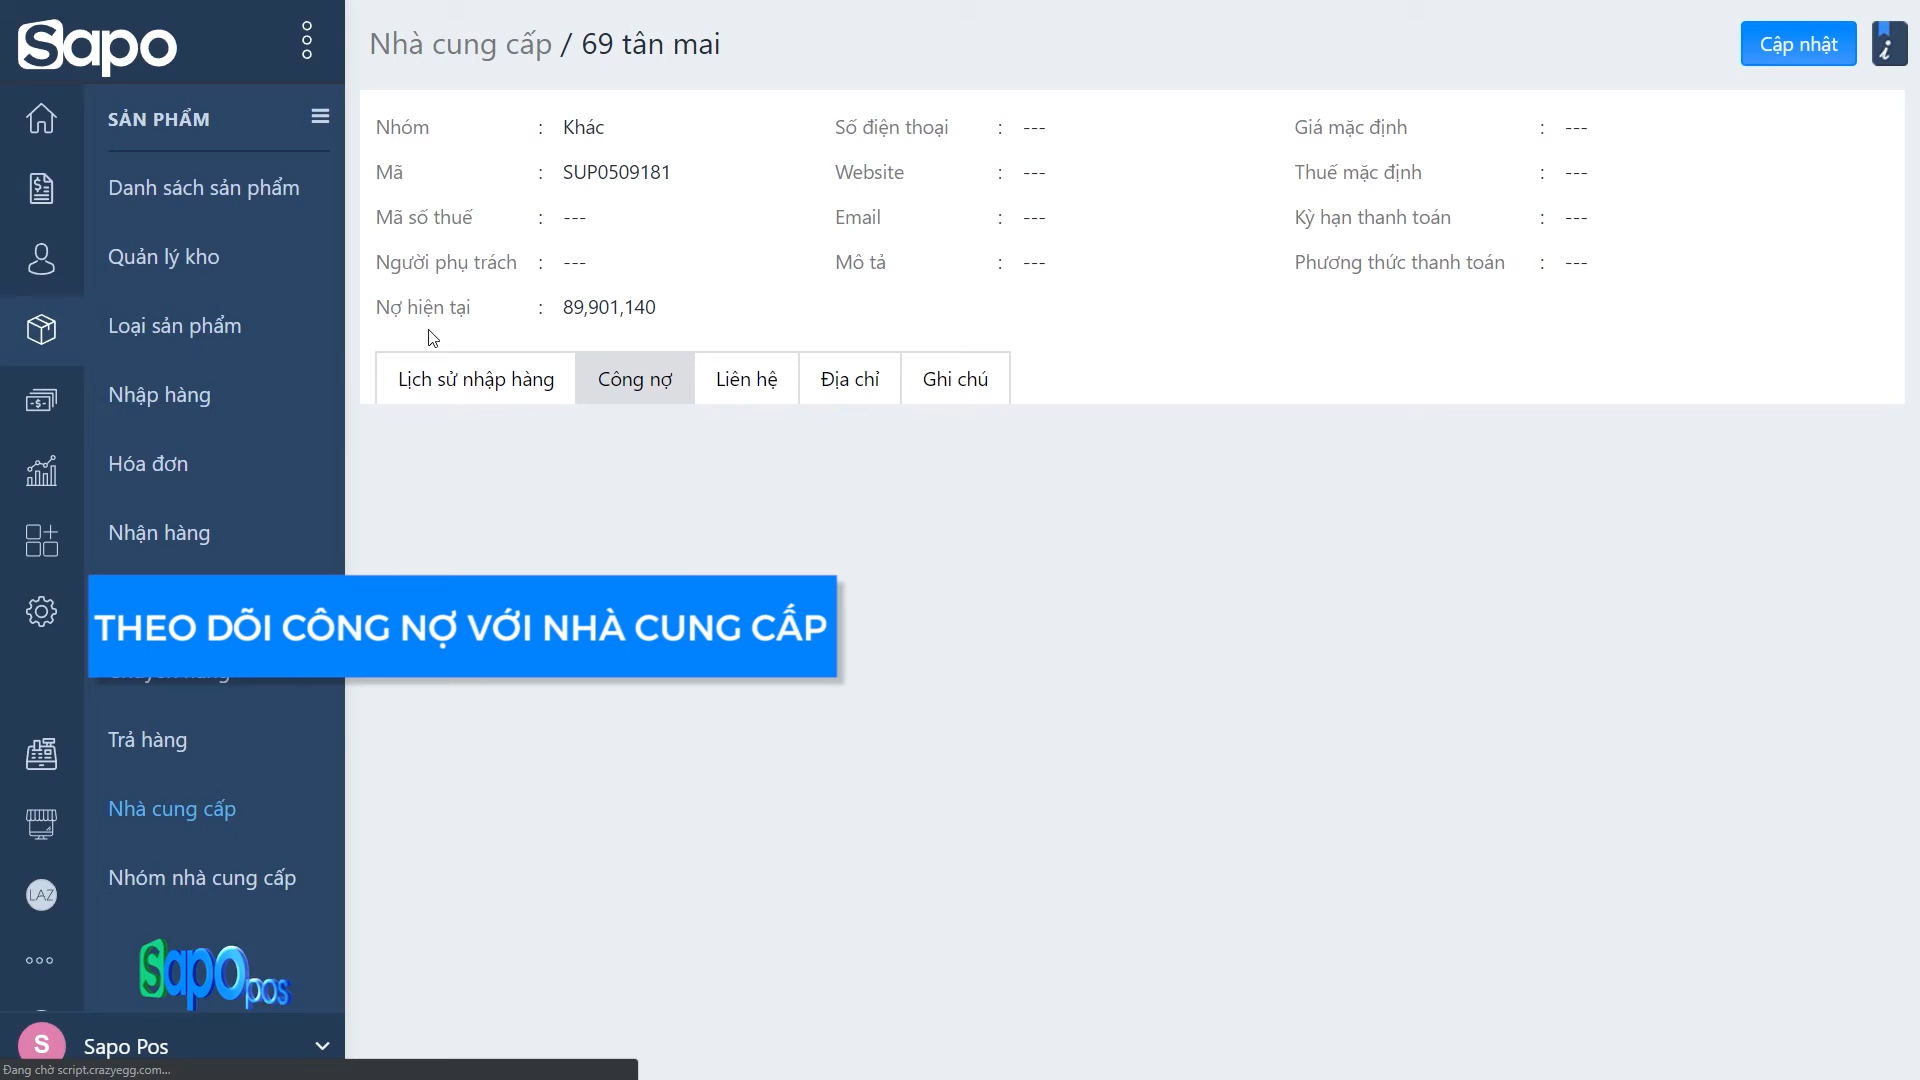 Sapo
Nhà cung cấp / 69 tân mai
Cập nhật
SẢN PHẨM
Danh sách sản phẩm
Quản lý kho
Loại sản phẩm
Nhập hàng
Hóa đơn
Nhận hàng
Trả hàng
Nhà cung cấp
Nhóm nhà cung cấp
LAZ
Sapo pos
S
Sapo Pos
Đang chờ script.crazyegg.com...
Nhóm : Khác
Mã : SUP0509181
Mã số thuế : ---
Người phụ trách : ---
Nợ hiện tại : 89,901,140
Số điện thoại : ---
Website : ---
Email : ---
Mô tả : ---
Giá mặc định : ---
Thuế mặc định : ---
Kỳ hạn thanh toán : ---
Phương thức thanh toán : ---
Lịch sử nhập hàng Công nợ Liên hệ Địa chỉ Ghi chú
THEO DÕI CÔNG NỢ VỚI NHÀ CUNG CẤP